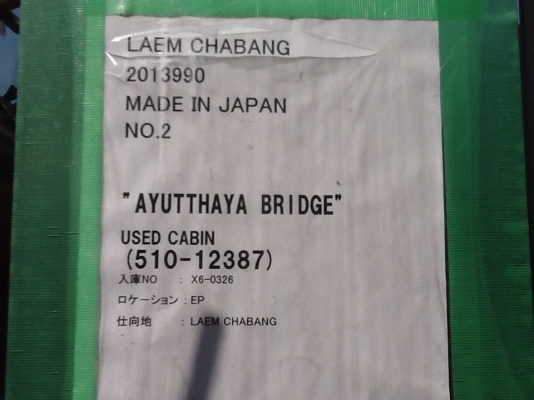 LAEM CHABANG
2013990
MADE IN JAPAN
NO.2
"AYUTTHAYA BRIDGE"
USED CABIN
(510-12387)
入庫NO : X6-0326
ロケーション : EP
仕向地 : LAEM CHABANG